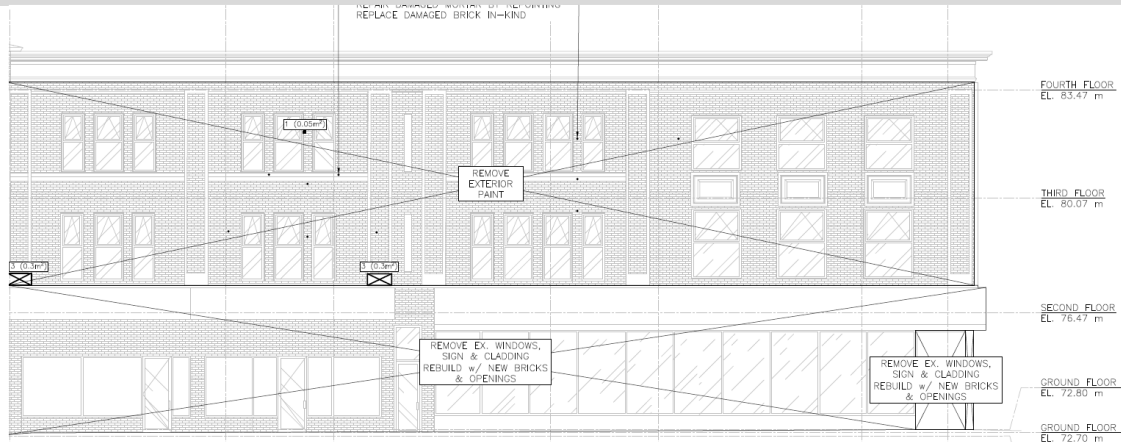 REPAIR DAMAGED MORTAR BY REPOINTING
REPLACE DAMAGED BRICK IN-KIND
FOURTH FLOOR
EL. 83.47 m
1 (0.05m²)
REMOVE
EXTERIOR
PAINT
THIRD FLOOR
EL. 80.07 m
3 (0.3m²)
3 (0.3m²)
SECOND FLOOR
EL. 76.47 m
REMOVE EX. WINDOWS,
SIGN & CLADDING
REBUILD w/ NEW BRICKS
& OPENINGS
REMOVE EX. WINDOWS,
SIGN & CLADDING
REBUILD w/ NEW BRICKS
& OPENINGS
GROUND FLOOR
EL. 72.80 m
GROUND FLOOR
EL. 72.70 m